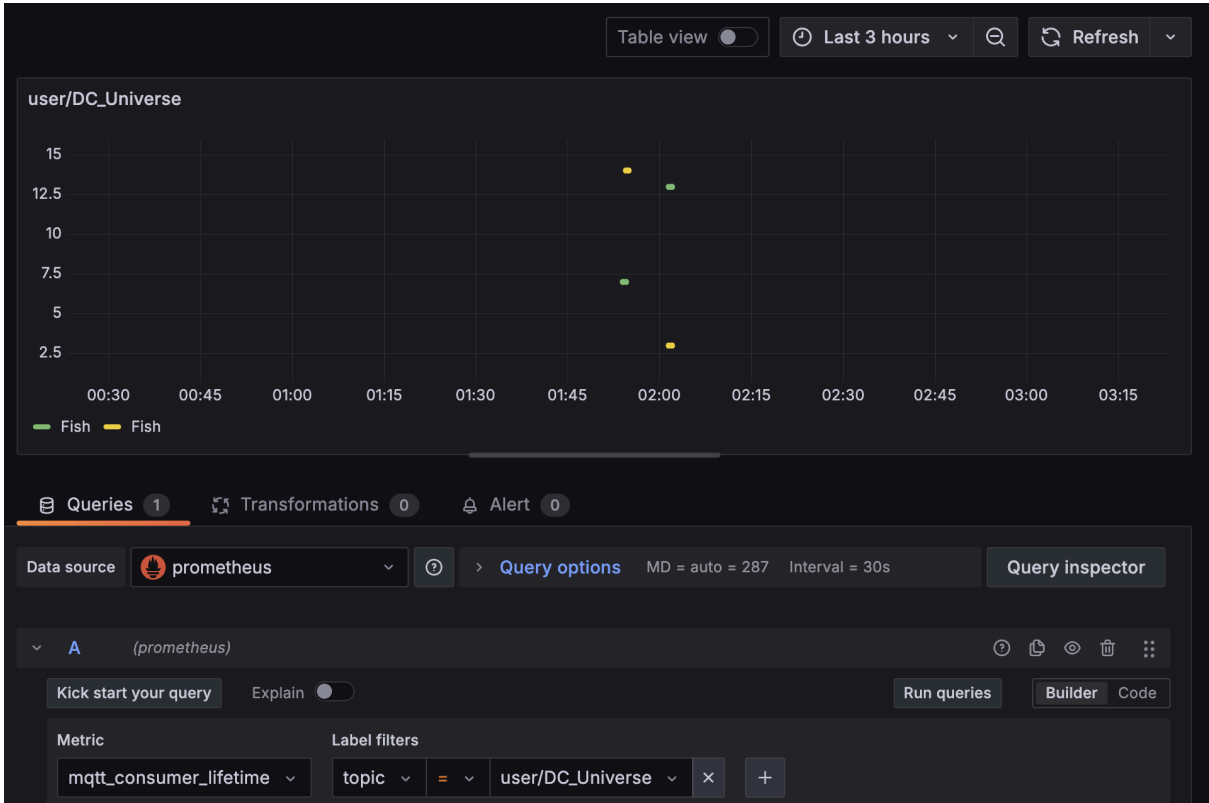 Table view Last 3 hours Refresh
user/DC_Universe
15
12.5
10
7.5
5
2.5
00:30 00:45 01:00 01:15 01:30 01:45 02:00 02:15 02:30 02:45 03:00 03:15
Fish Fish
Queries 1 Transformations 0 Alert 0
Data source prometheus Query options MD = auto = 287 Interval = 30s Query inspector
A (prometheus)
Kick start your query Explain Run queries Builder Code
Metric Label filters
mqtt_consumer_lifetime topic = user/DC_Universe